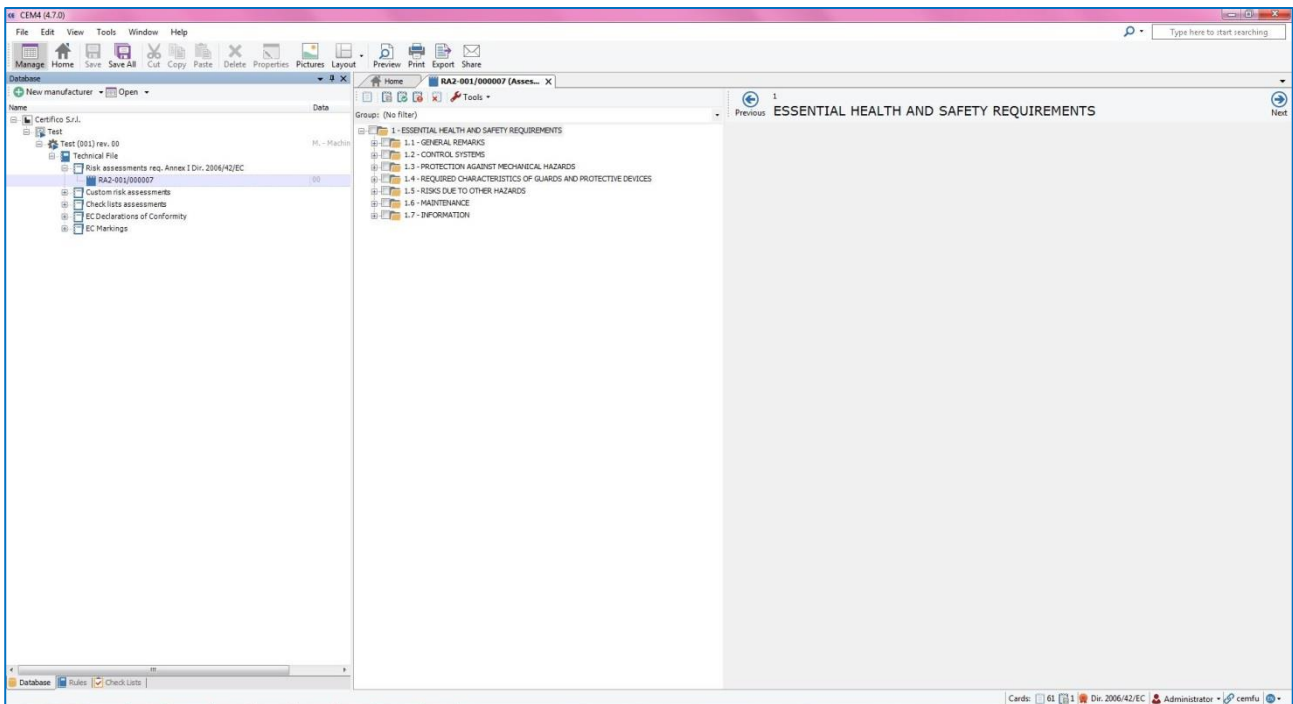 CEM4 (4.7.0)
File Edit View Tools Window Help
Type here to start searching
Manage Home Save Save All Cut Copy Paste Delete Properties Pictures Layout Preview Print Export Share
Database
Home RA2-001/000007 (Asses... X
New manufacturer Open
Tools
Name Data
Group: (No filter)
Previous 1 Next
ESSENTIAL HEALTH AND SAFETY REQUIREMENTS
Certifico S.r.l.
Test
Test (001) rev. 00 M. - Machin
Technical File
Risk assessments req. Annex I Dir. 2006/42/EC
RA2-001/000007 00
Custom risk assessments
Check lists assessments
EC Declarations of Conformity
EC Markings
1 - ESSENTIAL HEALTH AND SAFETY REQUIREMENTS
1.1 - GENERAL REMARKS
1.2 - CONTROL SYSTEMS
1.3 - PROTECTION AGAINST MECHANICAL HAZARDS
1.4 - REQUIRED CHARACTERISTICS OF GUARDS AND PROTECTIVE DEVICES
1.5 - RISKS DUE TO OTHER HAZARDS
1.6 - MAINTENANCE
1.7 - INFORMATION
Database Rules Check Lists
Cards: 61 1 Dir. 2006/42/EC Administrator cemfu